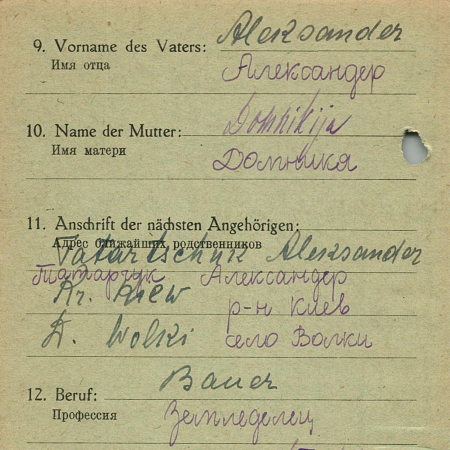 9. Vorname des Vaters: Aleksander
Имя отца Александер
10. Name der Mutter: Domnikija
Имя матери Домникия
11. Anschrift der nächsten Angehörigen:
Адрес ближайших родственников
Tatartschuk Aleksander
Татарчук Александер
Kr. Kiew
р-н Киев
D. Wolki
село Волки
12. Beruf: Bauer
Профессия Земледелец